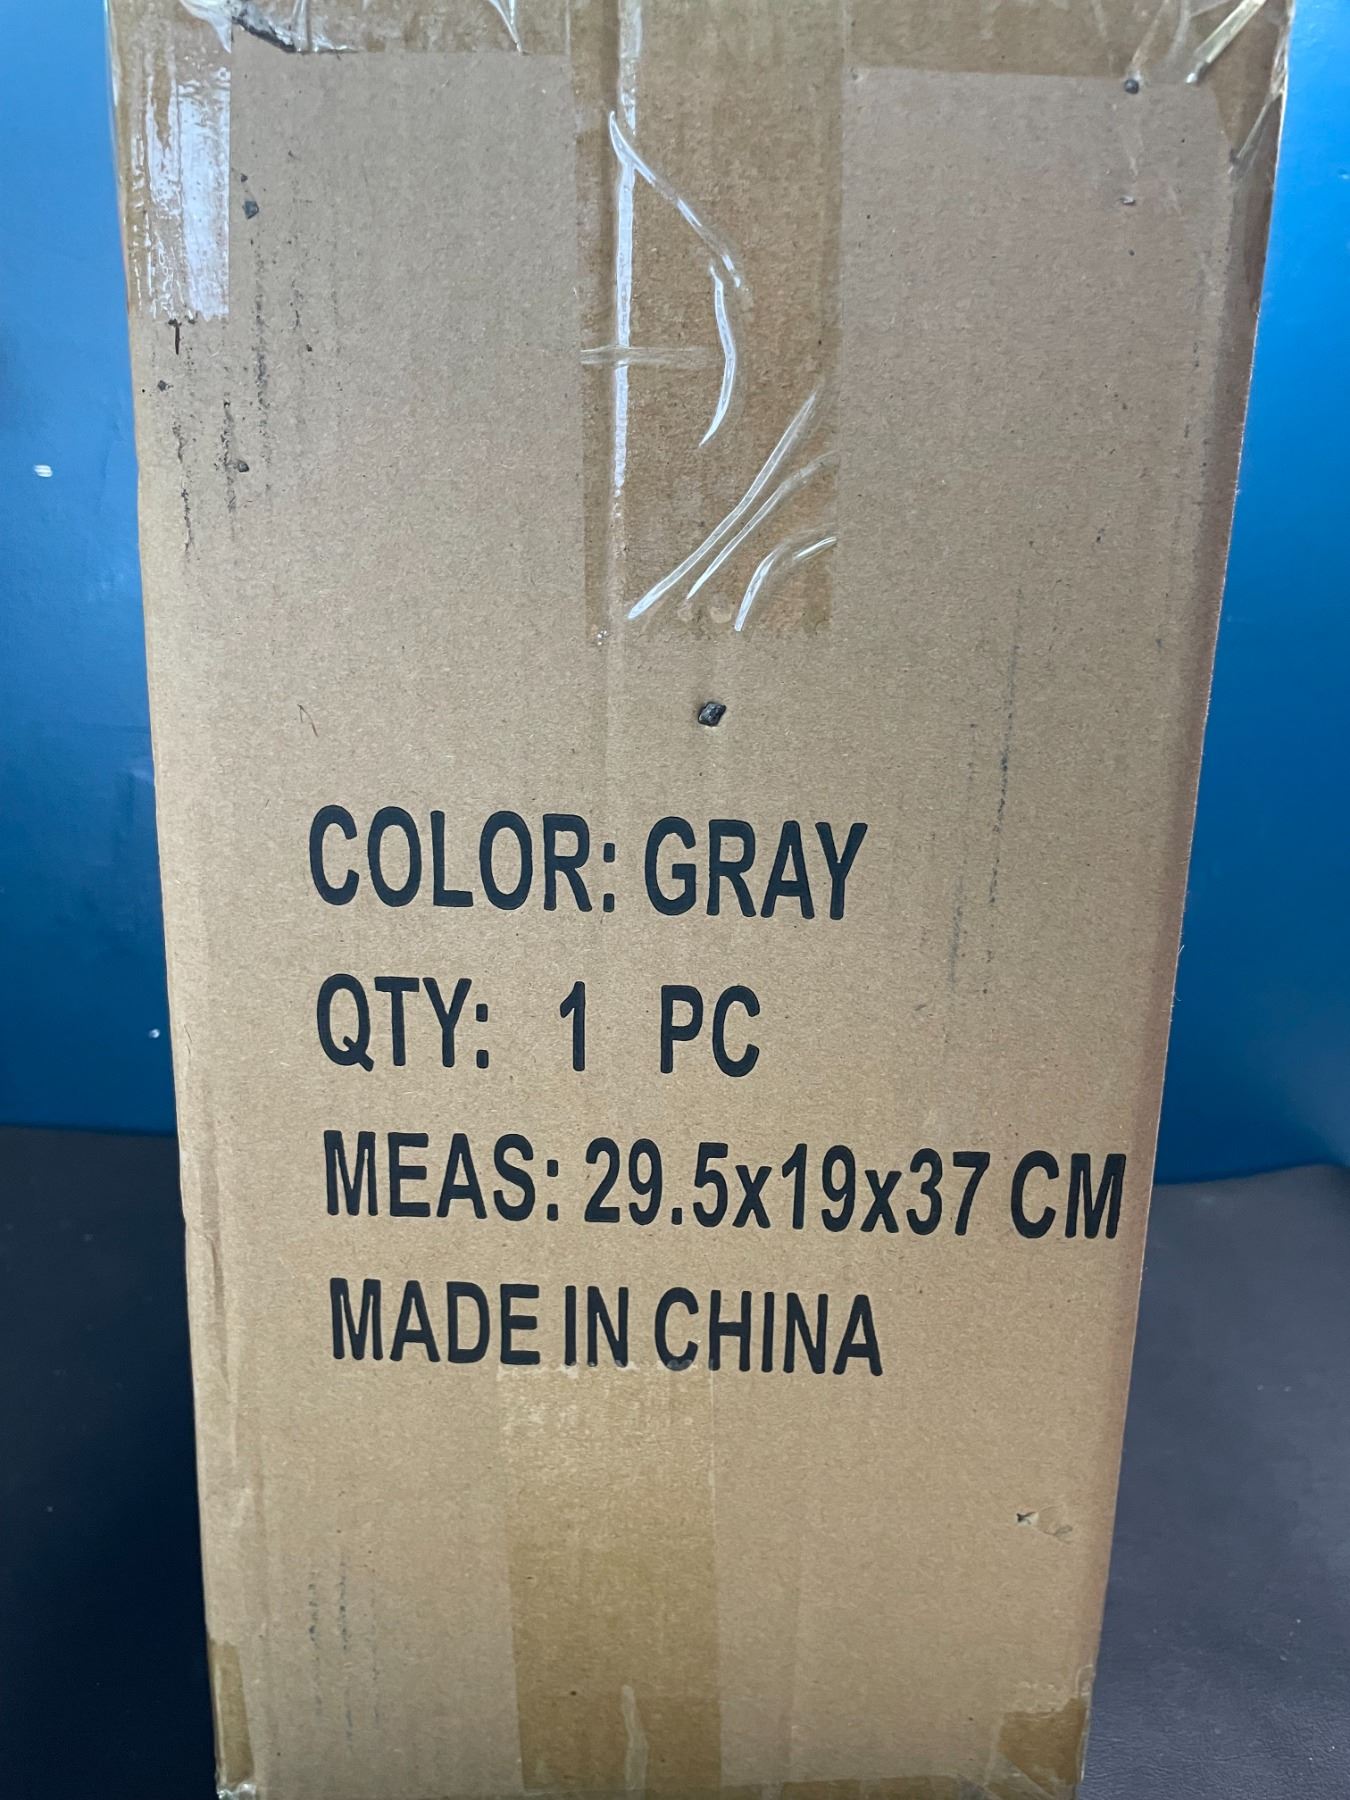 COLOR: GRAY
QTY: 1 PC
MEAS: 29.5x19x37 CM
MADE IN CHINA